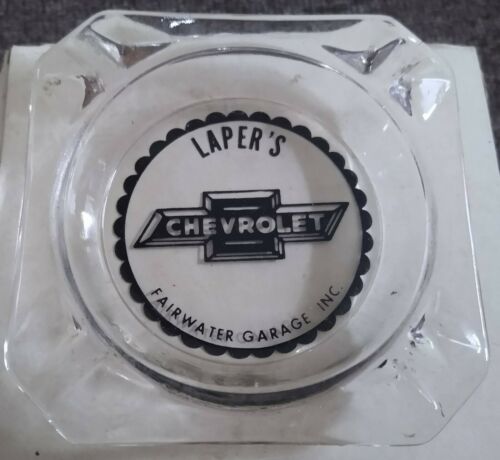 LAPER'S
CHEVROLET
FAIRWATER GARAGE INC.